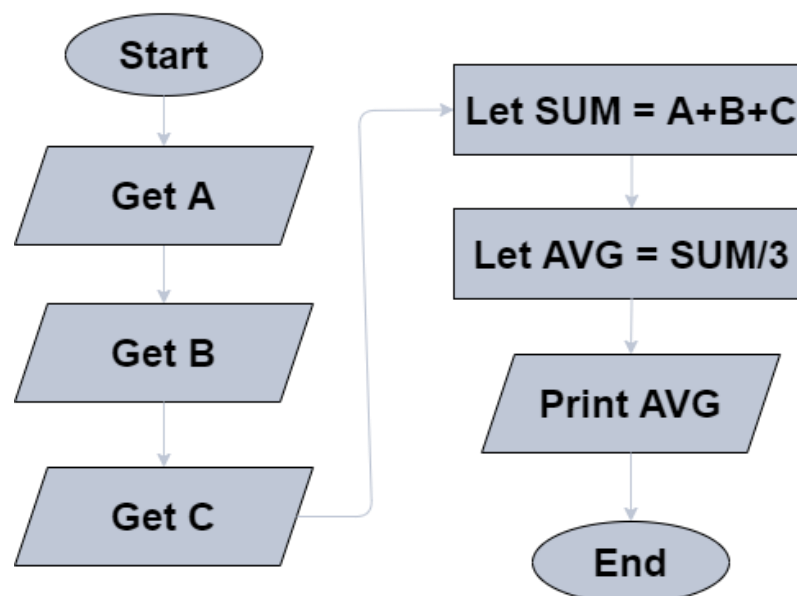 Start
Get A
Get B
Get C
Let SUM = A+B+C
Let AVG = SUM/3
Print AVG
End